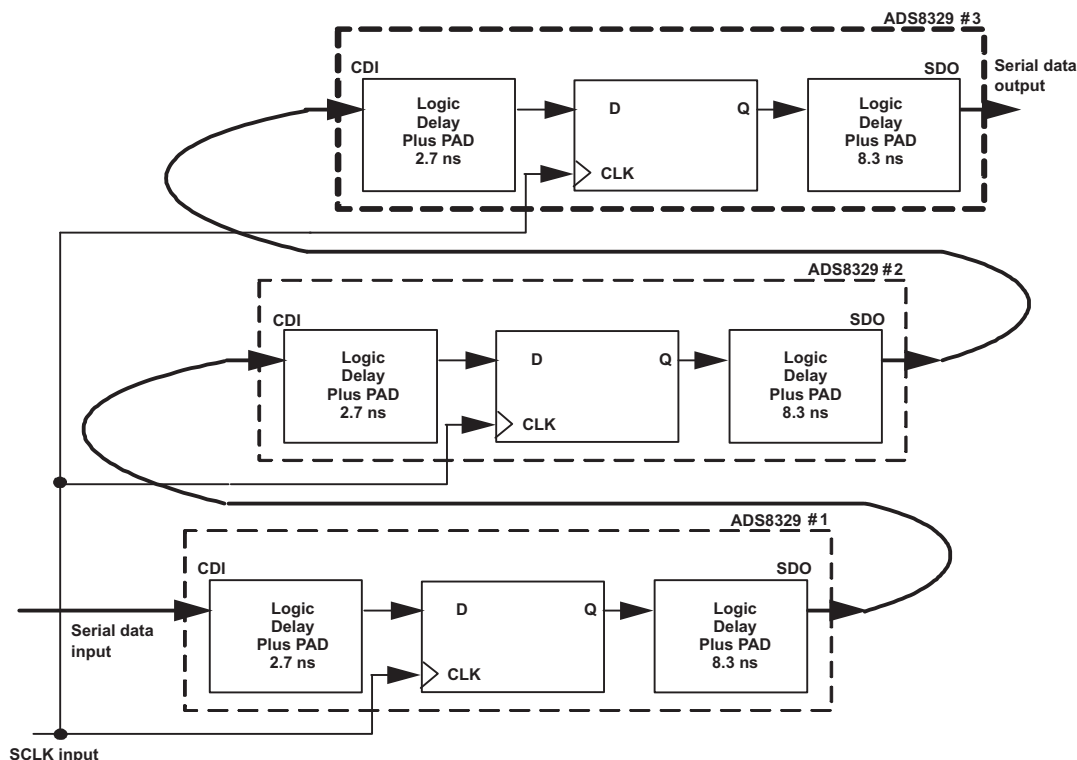 ADS8329 #3
CDI
SDO
Serial data
output
Logic
Delay
Plus PAD
2.7 ns
D
Q
CLK
Logic
Delay
Plus PAD
8.3 ns
ADS8329 #2
CDI
SDO
Logic
Delay
Plus PAD
2.7 ns
D
Q
CLK
Logic
Delay
Plus PAD
8.3 ns
ADS8329 #1
CDI
SDO
Serial data
input
Logic
Delay
Plus PAD
2.7 ns
D
Q
CLK
Logic
Delay
Plus PAD
8.3 ns
SCLK input